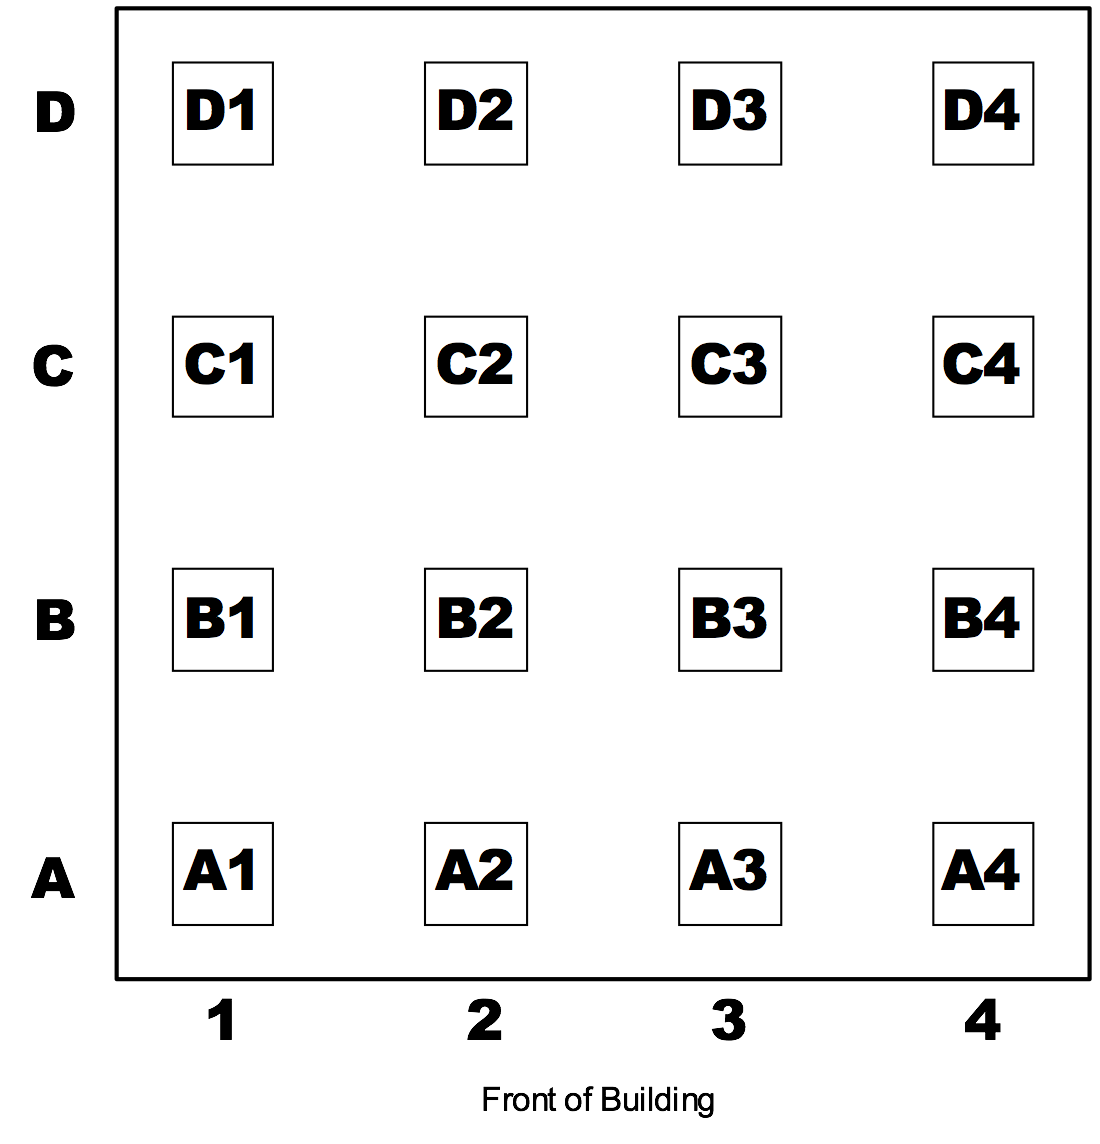 D D1 D2 D3 D4
C C1 C2 C3 C4
B B1 B2 B3 B4
A A1 A2 A3 A4
1 2 3 4
Front of Building